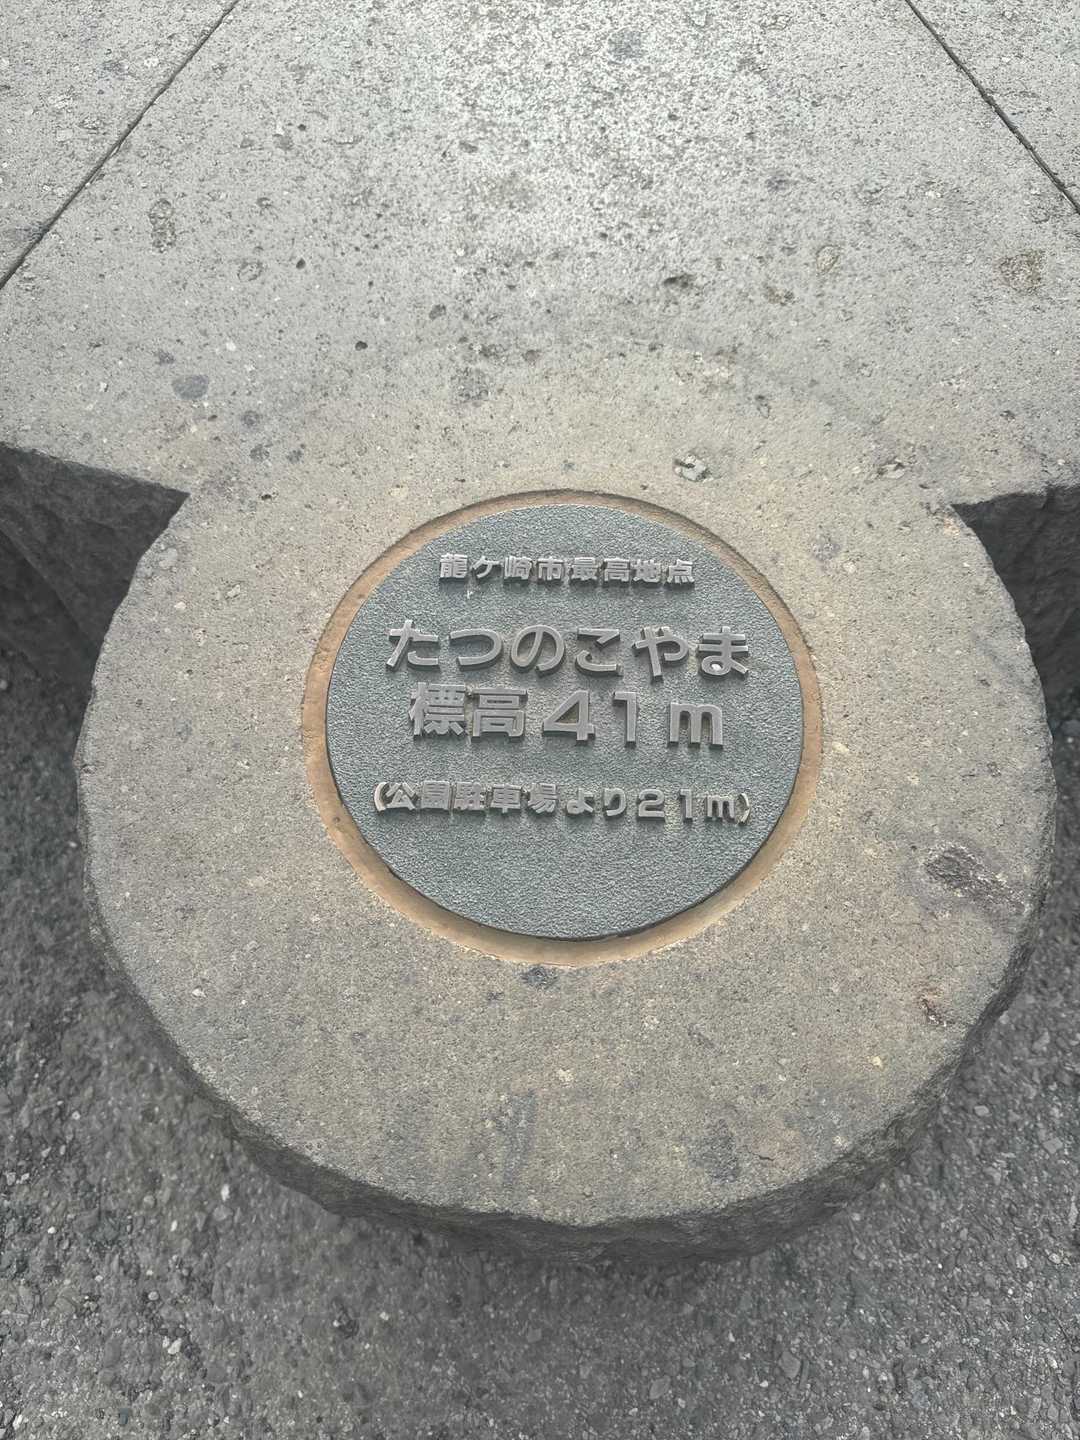 龍ケ崎市最高地点
たつのこやま
標高41m
(公園駐車場より21m)